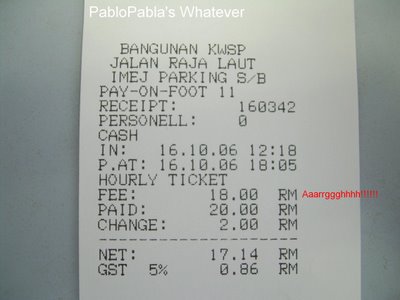 PabloPabla's Whatever
BANGUNAN KWSP
JALAN RAJA LAUT
IMEJ PARKING S/B
PAY-ON-FOOT 11
RECEIPT: 160342
PERSONELL: 0
CASH
IN: 16.10.06 12:18
P.AT: 16.10.06 18:05
HOURLY TICKET
FEE: 18.00 RM Aaarrggghhhh!!!!!!
PAID: 20.00 RM
CHANGE: 2.00 RM
--------------------
NET: 17.14 RM
GST 5% 0.86 RM